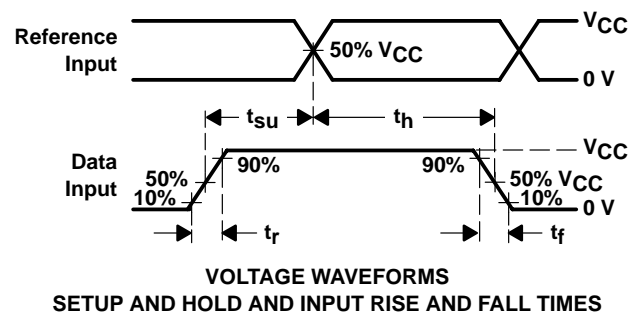 Reference
Input
VCC
50% VCC
0 V
tsu
th
Data
Input
VCC
90%
90%
50%
50% VCC
10%
10%
0 V
tr
tf
VOLTAGE WAVEFORMS
SETUP AND HOLD AND INPUT RISE AND FALL TIMES